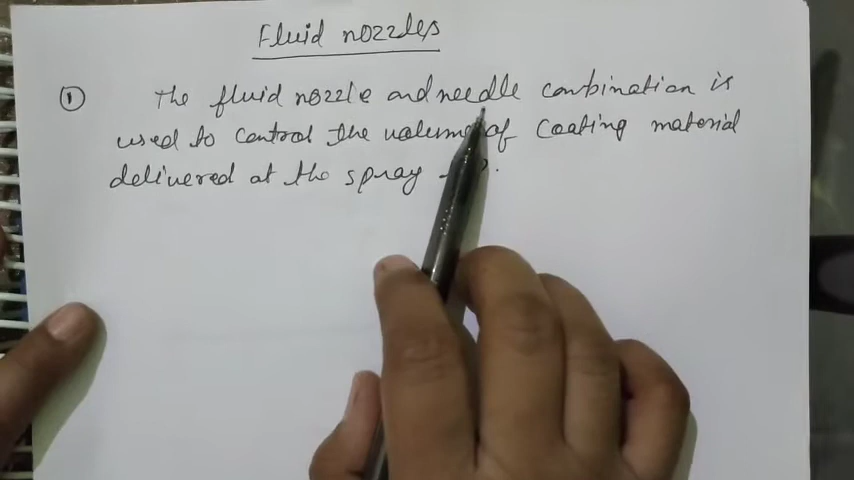 Fluid nozzles
① The fluid nozzle and needle combination is
used to control the volume of coating material
delivered at the spray